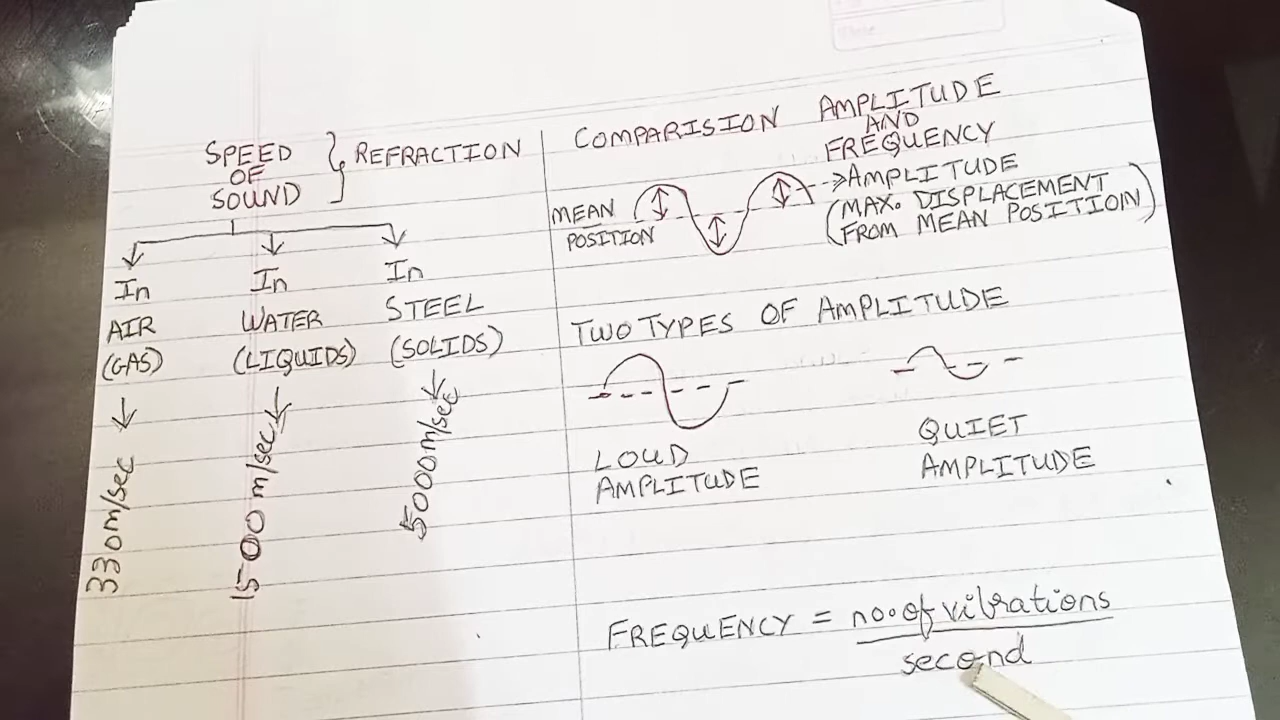 SPEED
OF
SOUND
REFRACTION
In
AIR
(GAS)
330m/sec
In
WATER
(LIQUIDS)
1500 m/sec
In
STEEL
(SOLIDS)
5000m/sec
COMPARISION AMPLITUDE
AND
FREQUENCY
MEAN
POSITION
AMPLITUDE
(MAX. DISPLACEMENT
FROM MEAN POSITION)
TWO TYPES OF AMPLITUDE
LOUD
AMPLITUDE
QUIET
AMPLITUDE
FREQUENCY = no. of vibrations
second